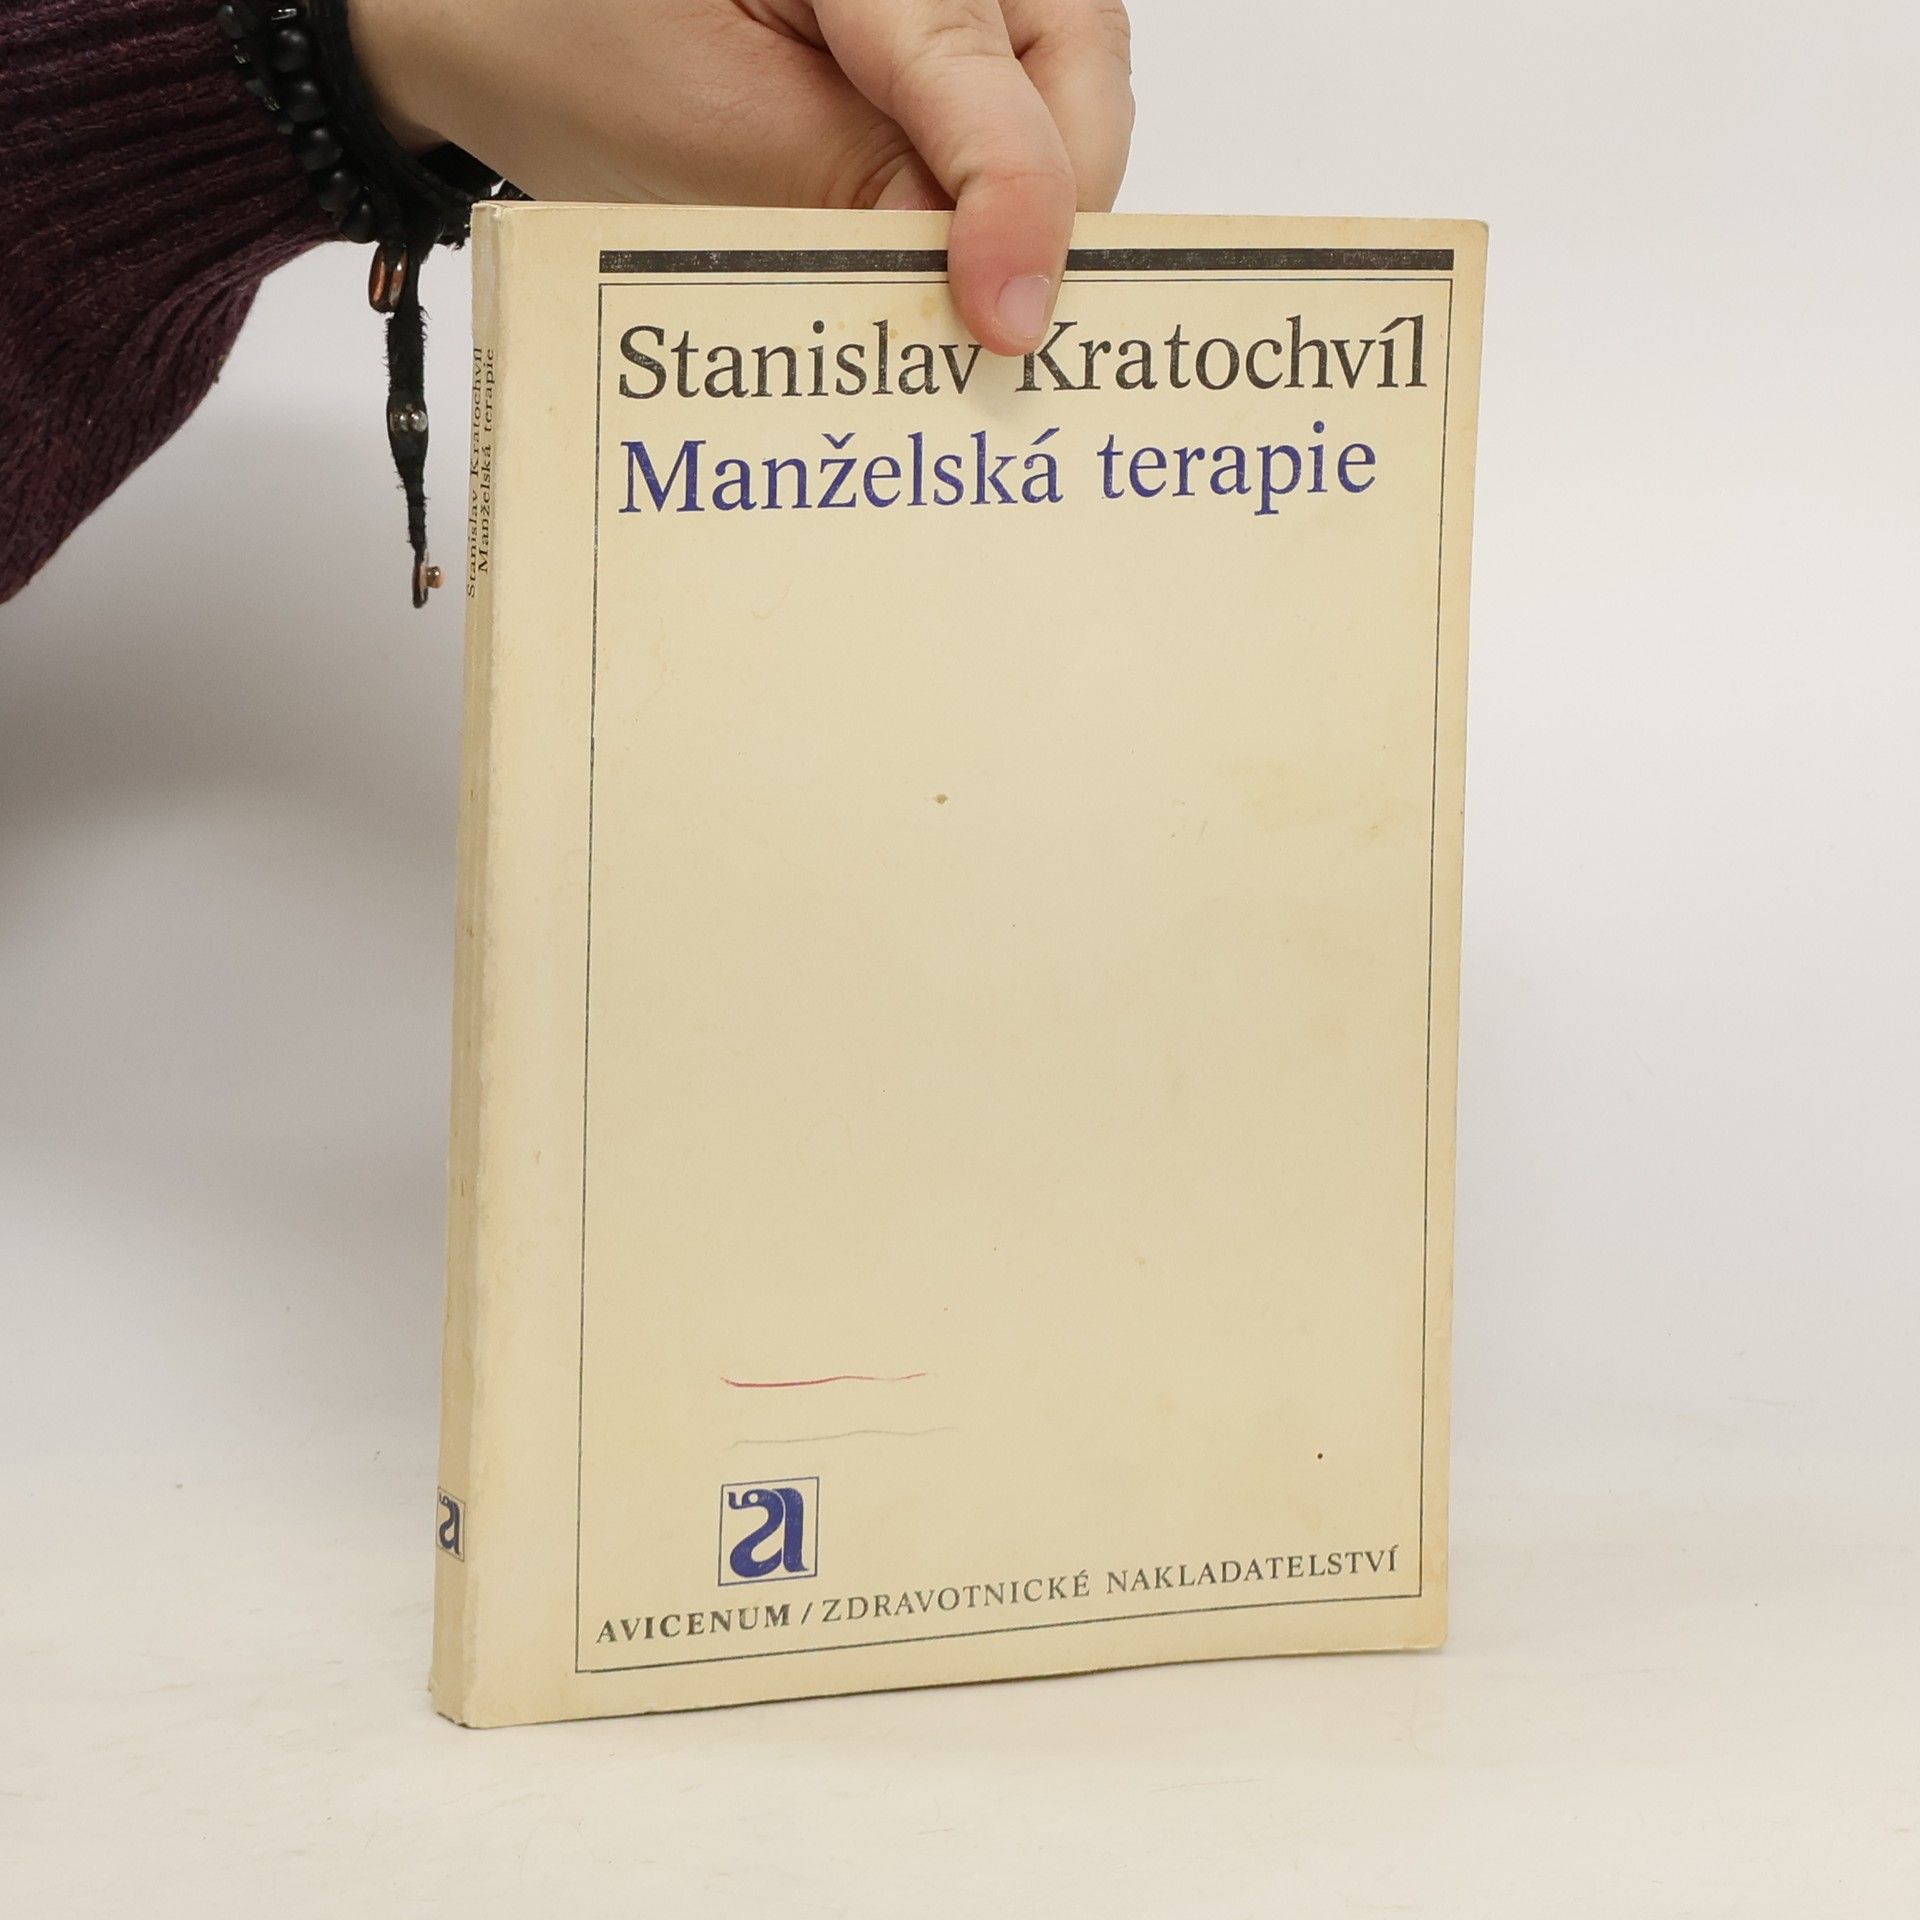 Stanislav Kratochvíl
Manželská terapie
AVICENUM / ZDRAVOTNICKÉ NAKLADATELSTVÍ
Stanislav Kratochvíl
Manželská terapie